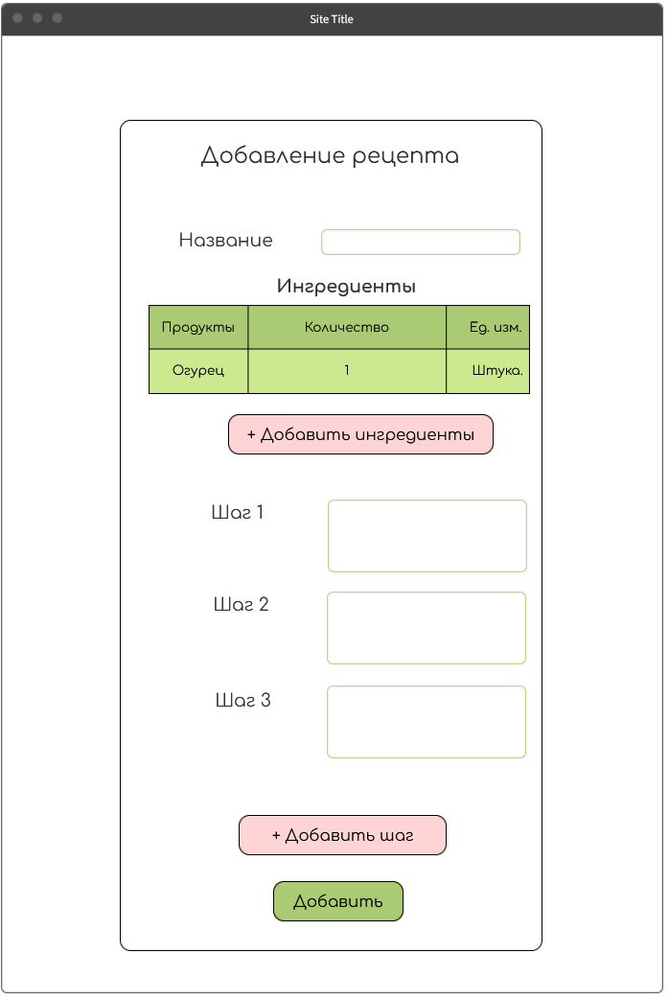 Site Title
Добавление рецепта
Название
Ингредиенты
Продукты Количество Ед. изм.
Огурец 1 Штука.
+ Добавить ингредиенты
Шаг 1
Шаг 2
Шаг 3
+ Добавить шаг
Добавить